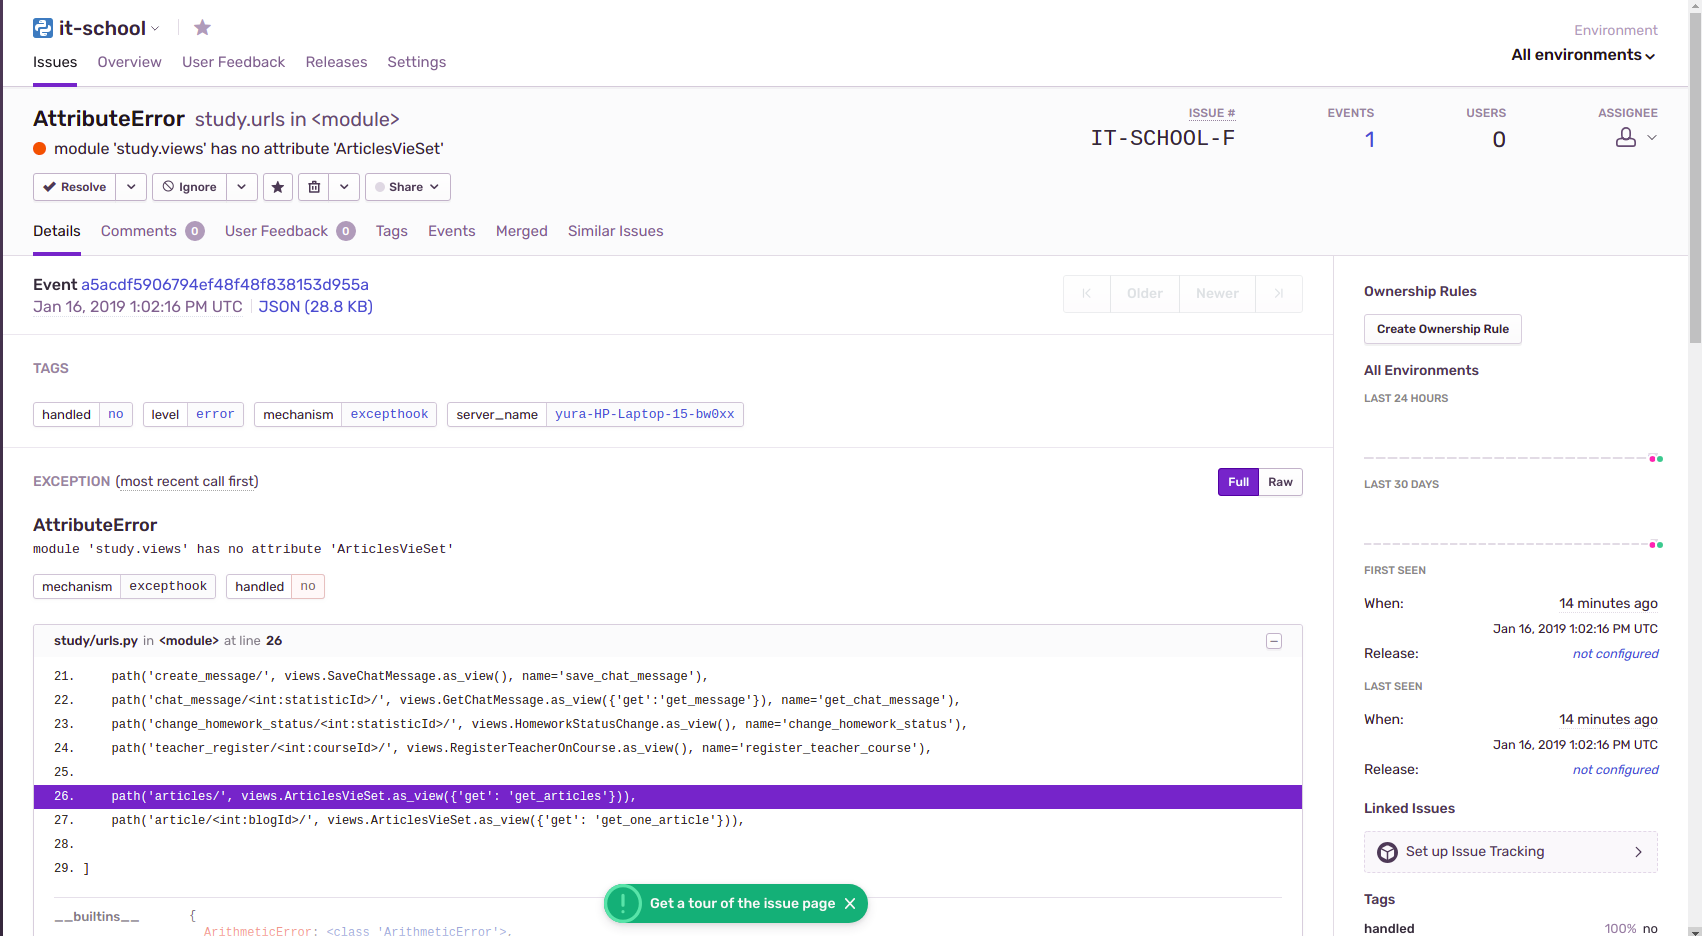 it-school
Environment
All environments
Issues Overview User Feedback Releases Settings
AttributeError study.urls in <module>
module 'study.views' has no attribute 'ArticlesVieSet'
ISSUE # EVENTS USERS ASSIGNEE
IT-SCHOOL-F 1 0
Resolve Ignore Share
Details Comments 0 User Feedback 0 Tags Events Merged Similar Issues
Event a5acdf5906794ef48f48f838153d955a
Jan 16, 2019 1:02:16 PM UTC JSON (28.8 KB)
Older Newer
TAGS
handled no level error mechanism excepthook server_name yura-HP-Laptop-15-bw0xx
EXCEPTION (most recent call first)
Full Raw
AttributeError
module 'study.views' has no attribute 'ArticlesVieSet'
mechanism excepthook handled no
study/urls.py in <module> at line 26
21. path('create_message/', views.SaveChatMessage.as_view(), name='save_chat_message'),
22. path('chat_message/<int:statisticId>/', views.GetChatMessage.as_view({'get':'get_message'}), name='get_chat_message'),
23. path('change_homework_status/<int:statisticId>/', views.HomeworkStatusChange.as_view(), name='change_homework_status'),
24. path('teacher_register/<int:courseId>/', views.RegisterTeacherOnCourse.as_view(), name='register_teacher_course'),
25.
26. path('articles/', views.ArticlesVieSet.as_view({'get': 'get_articles'})),
27. path('article/<int:blogId>/', views.ArticlesVieSet.as_view({'get': 'get_one_article'})),
28.
29. ]
__builtins__ {
ArithmeticError: <class 'ArithmeticError'>,
Get a tour of the issue page
Ownership Rules
Create Ownership Rule
All Environments
LAST 24 HOURS
LAST 30 DAYS
FIRST SEEN
When: 14 minutes ago
Jan 16, 2019 1:02:16 PM UTC
Release: not configured
LAST SEEN
When: 14 minutes ago
Jan 16, 2019 1:02:16 PM UTC
Release: not configured
Linked Issues
Set up Issue Tracking
Tags
handled 100% no